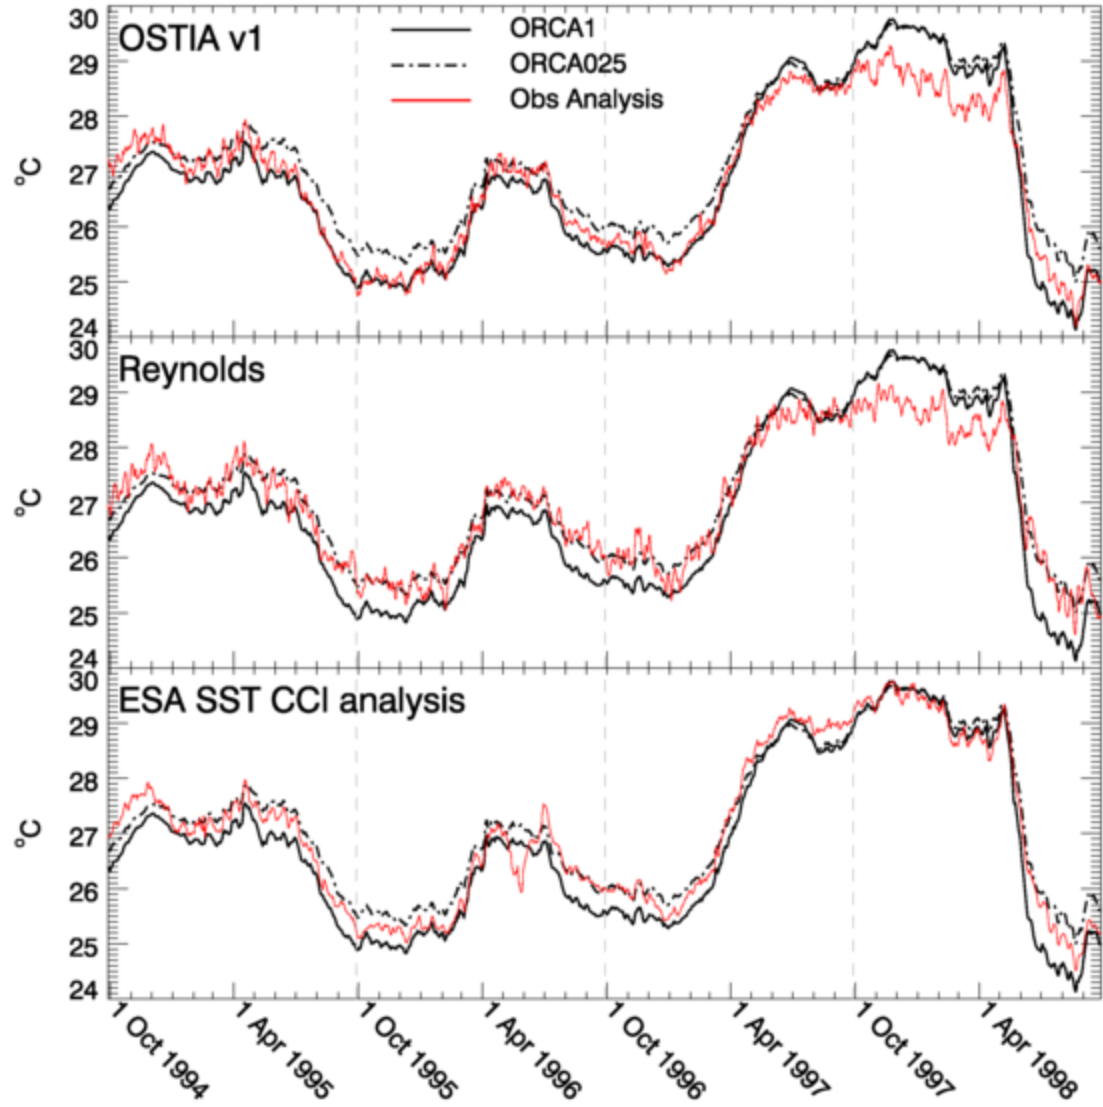 OSTIA v1
ORCA1
ORCA025
Obs Analysis
°C
30
29
28
27
26
25
24
Reynolds
°C
30
29
28
27
26
25
24
ESA SST CCI analysis
°C
30
29
28
27
26
25
24
1 Oct 1994
1 Apr 1995
1 Oct 1995
1 Apr 1996
1 Oct 1996
1 Apr 1997
1 Oct 1997
1 Apr 1998